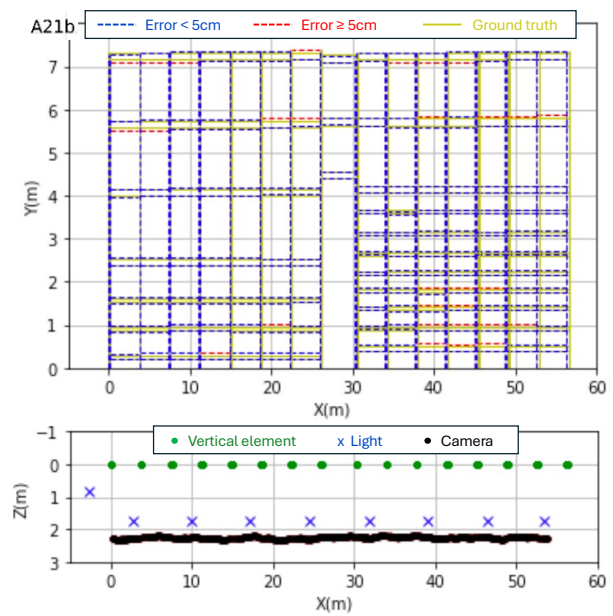 A21b
Error < 5cm Error ≥ 5cm Ground truth
7
6
5
4
3
2
1
0
Y(m)
0 10 20 30 40 50 60
X(m)
Vertical element x Light Camera
−1
0
1
2
3
Z(m)
0 10 20 30 40 50 60
X(m)